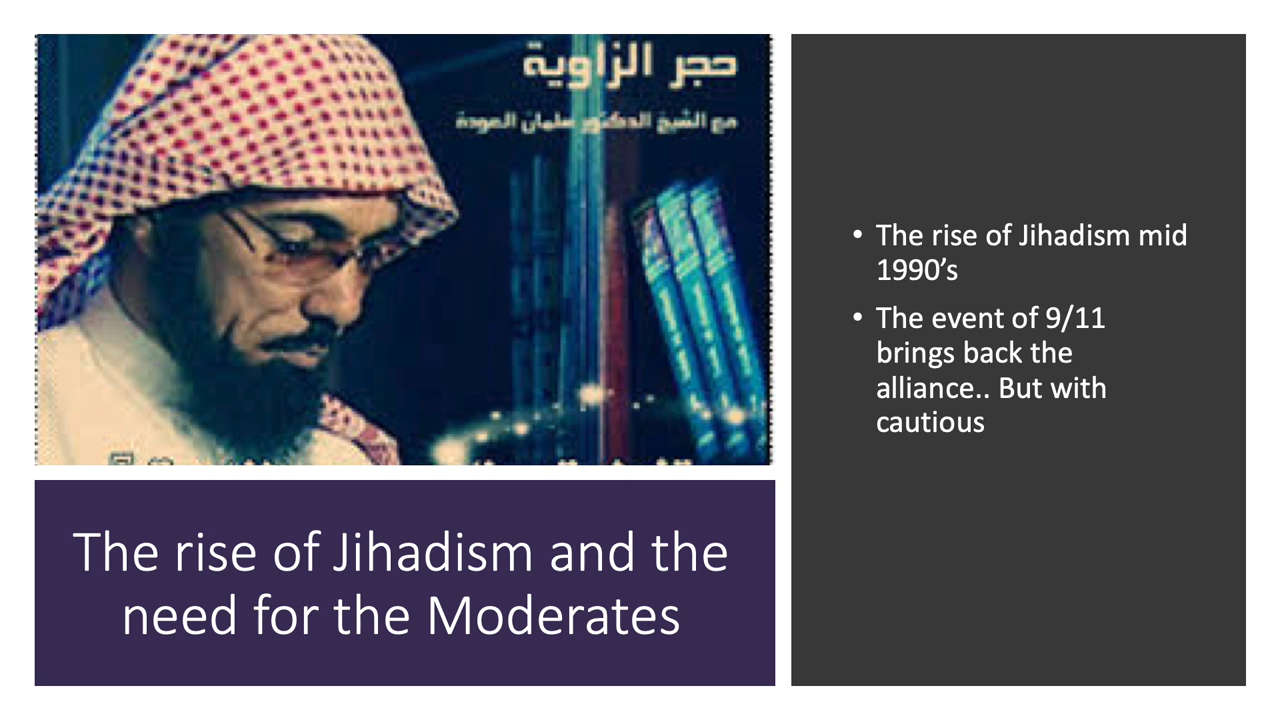 حجر الزاوية
مع الشيخ الدكتور سلمان العودة
The rise of Jihadism and the
need for the Moderates
• The rise of Jihadism mid
1990’s
• The event of 9/11
brings back the
alliance.. But with
cautious